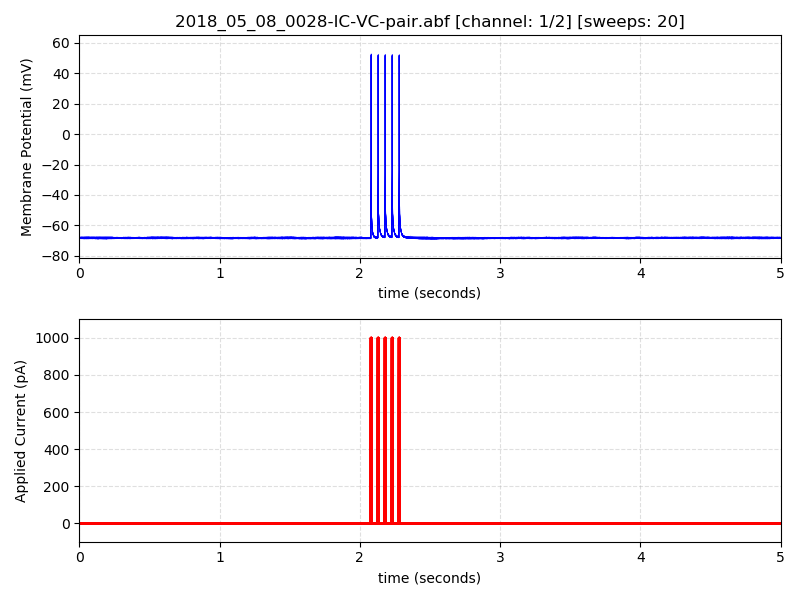 2018_05_08_0028-IC-VC-pair.abf [channel: 1/2] [sweeps: 20]
Membrane Potential (mV)
60
40
20
0
−20
−40
−60
−80
0 1 2 3 4 5
time (seconds)
Applied Current (pA)
1000
800
600
400
200
0
0 1 2 3 4 5
time (seconds)